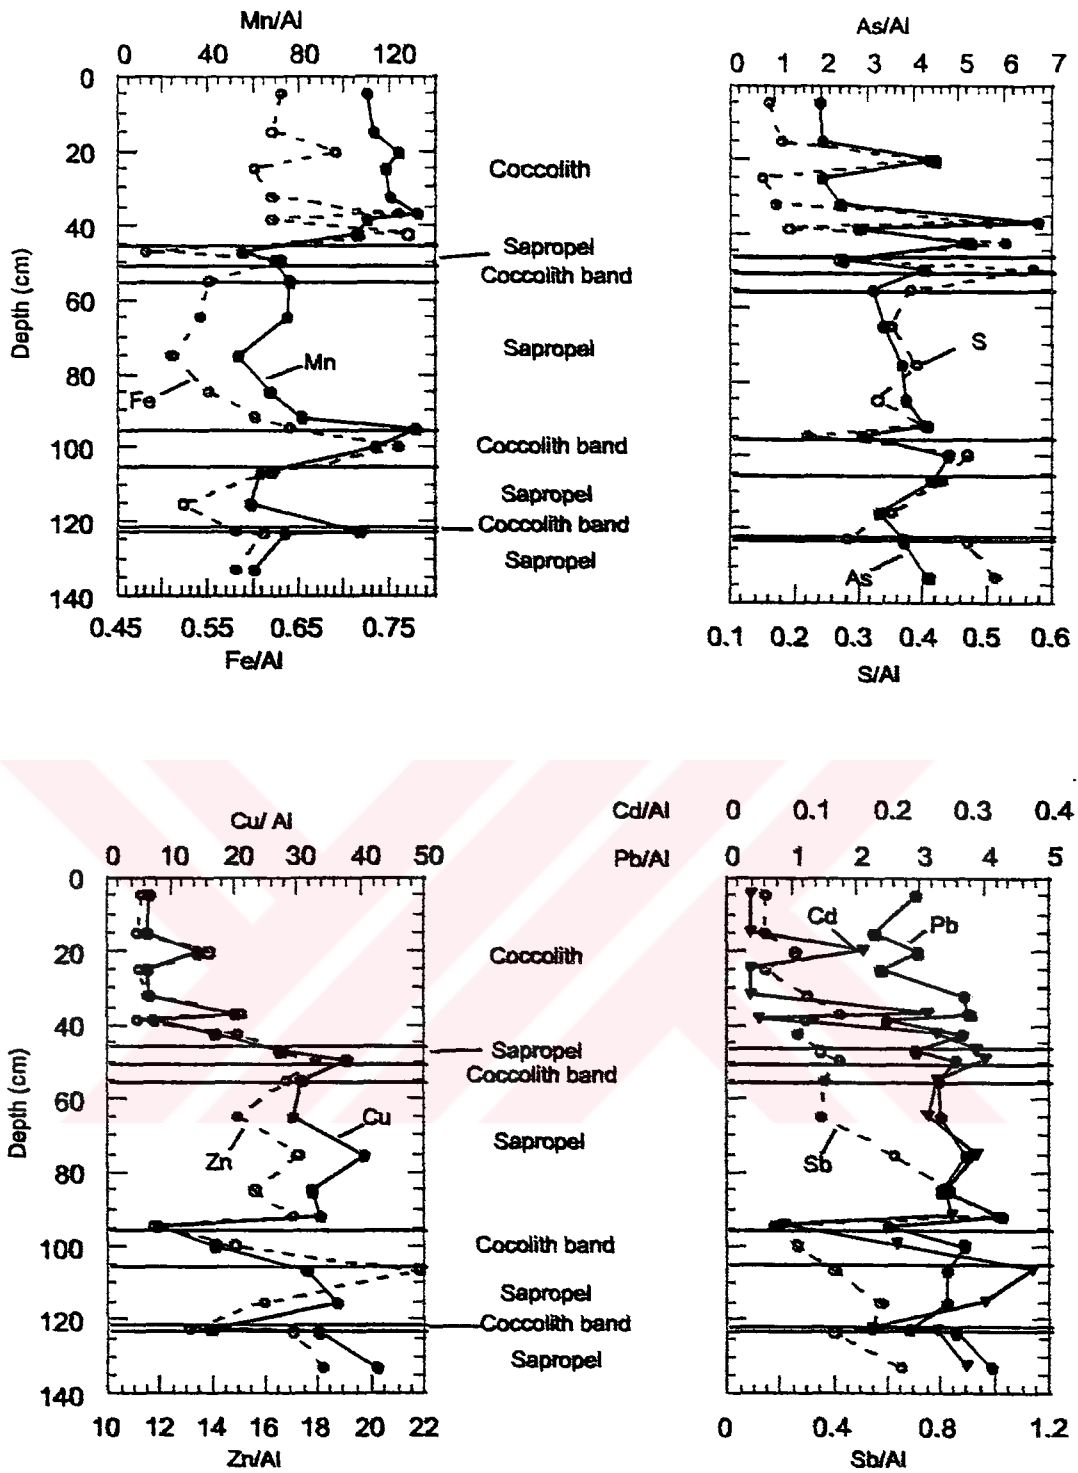 Mn/Al
0 40 80 120
As/Al
0 1 2 3 4 5 6 7
0
20
40
60
80
100
120
140
Depth (cm)
Coccolith
Sapropel
Coccolith band
Sapropel
Coccolith band
Sapropel
Coccolith band
Sapropel
Fe
Mn
S
As
0.45 0.55 0.65 0.75
Fe/Al
0.1 0.2 0.3 0.4 0.5 0.6
S/Al
Cu/ Al
0 10 20 30 40 50
Cd/Al 0 0.1 0.2 0.3 0.4
Pb/Al 0 1 2 3 4 5
0
20
40
60
80
100
120
140
Depth (cm)
Coccolith
Sapropel
Coccolith band
Sapropel
Cocolith band
Sapropel
Coccolith band
Sapropel
Zn
Cu
Cd
Pb
Sb
10 12 14 16 18 20 22
Zn/Al
0 0.4 0.8 1.2
Sb/Al